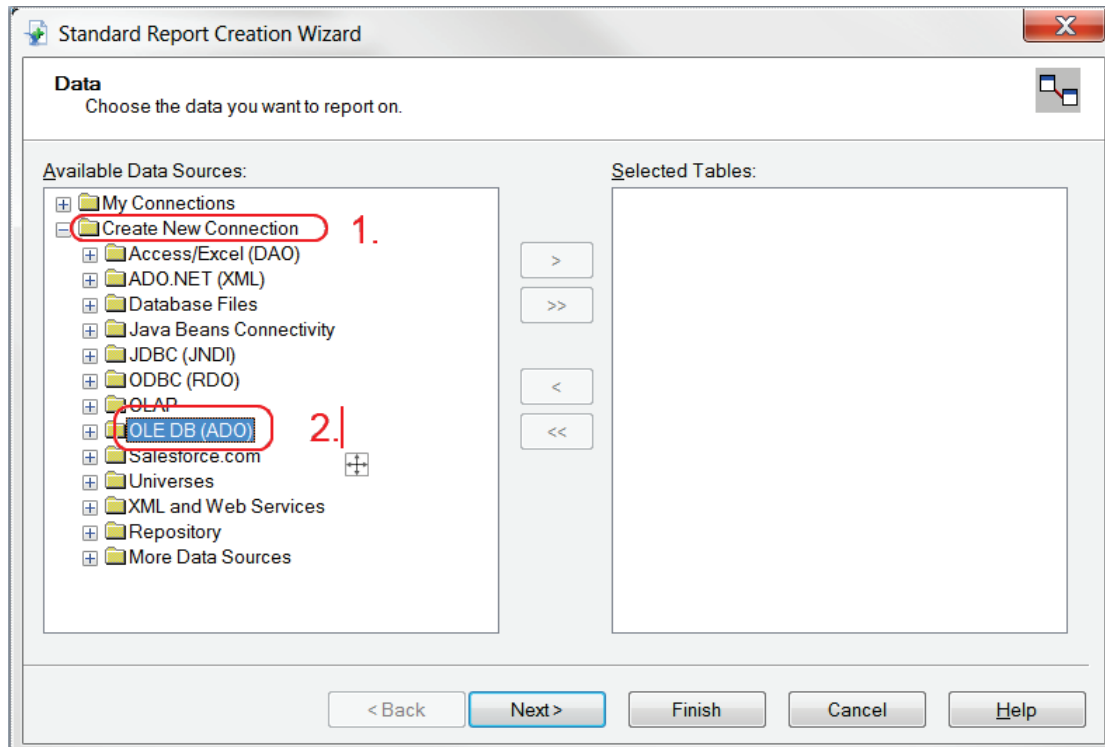 Standard Report Creation Wizard
X
Data
Choose the data you want to report on.
Available Data Sources:
Selected Tables:
My Connections
Create New Connection 1.
Access/Excel (DAO)
ADO.NET (XML)
Database Files
Java Beans Connectivity
JDBC (JNDI)
ODBC (RDO)
OLAP
OLE DB (ADO) 2.
Salesforce.com
Universes
XML and Web Services
Repository
More Data Sources
>
>>
<
<<
< Back
Next >
Finish
Cancel
Help